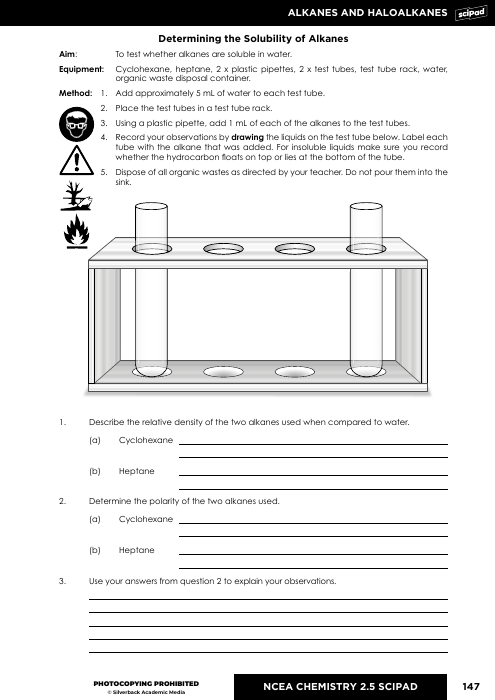 ALKANES AND HALOALKANES
scipad
Determining the Solubility of Alkanes
Aim: To test whether alkanes are soluble in water.
Equipment: Cyclohexane, heptane, 2 x plastic pipettes, 2 x test tubes, test tube rack, water,
organic waste disposal container.
Method: 1. Add approximately 5 mL of water to each test tube.
2. Place the test tubes in a test tube rack.
3. Using a plastic pipette, add 1 mL of each of the alkanes to the test tubes.
4. Record your observations by drawing the liquids on the test tube below. Label each
tube with the alkane that was added. For insoluble liquids make sure you record
whether the hydrocarbon floats on top or lies at the bottom of the tube.
5. Dispose of all organic wastes as directed by your teacher. Do not pour them into the
sink.
1. Describe the relative density of the two alkanes used when compared to water.
(a) Cyclohexane
(b) Heptane
2. Determine the polarity of the two alkanes used.
(a) Cyclohexane
(b) Heptane
3. Use your answers from question 2 to explain your observations.
PHOTOCOPYING PROHIBITED
© Silverback Academic Media
NCEA CHEMISTRY 2.5 SCIPAD
147